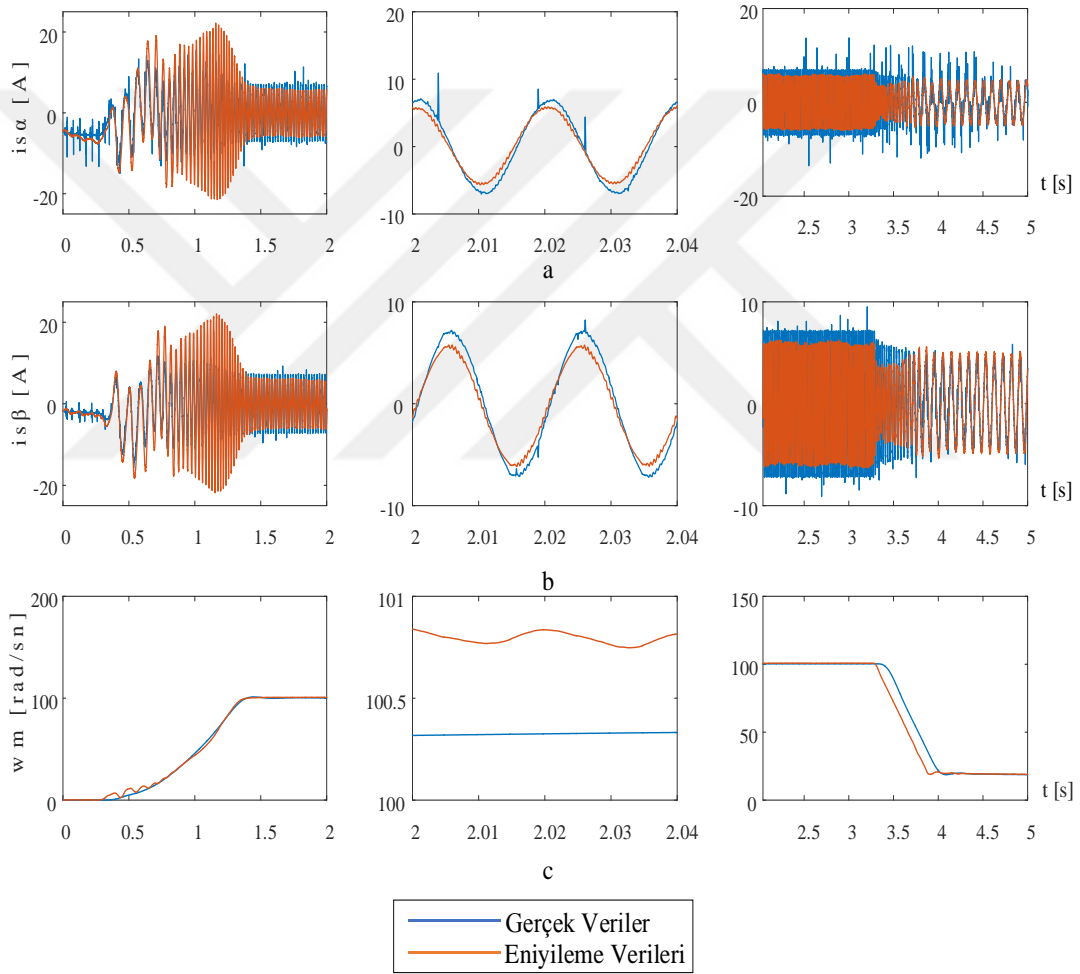 i s α [ A ]
20
0
-20
0 0.5 1 1.5 2
20
10
0
-10
2 2.01 2.02 2.03 2.04
20
0
-20
2.5 3 3.5 4 4.5 5
t [s]
a
i s β [ A ]
20
0
-20
0 0.5 1 1.5 2
10
0
-10
2 2.01 2.02 2.03 2.04
10
0
-10
2.5 3 3.5 4 4.5 5
t [s]
b
w m [rad/sn]
200
100
0
0 0.5 1 1.5 2
101
100.5
100
2 2.01 2.02 2.03 2.04
150
100
50
0
2.5 3 3.5 4 4.5 5
t [s]
c
Gerçek Veriler
Eniyileme Verileri